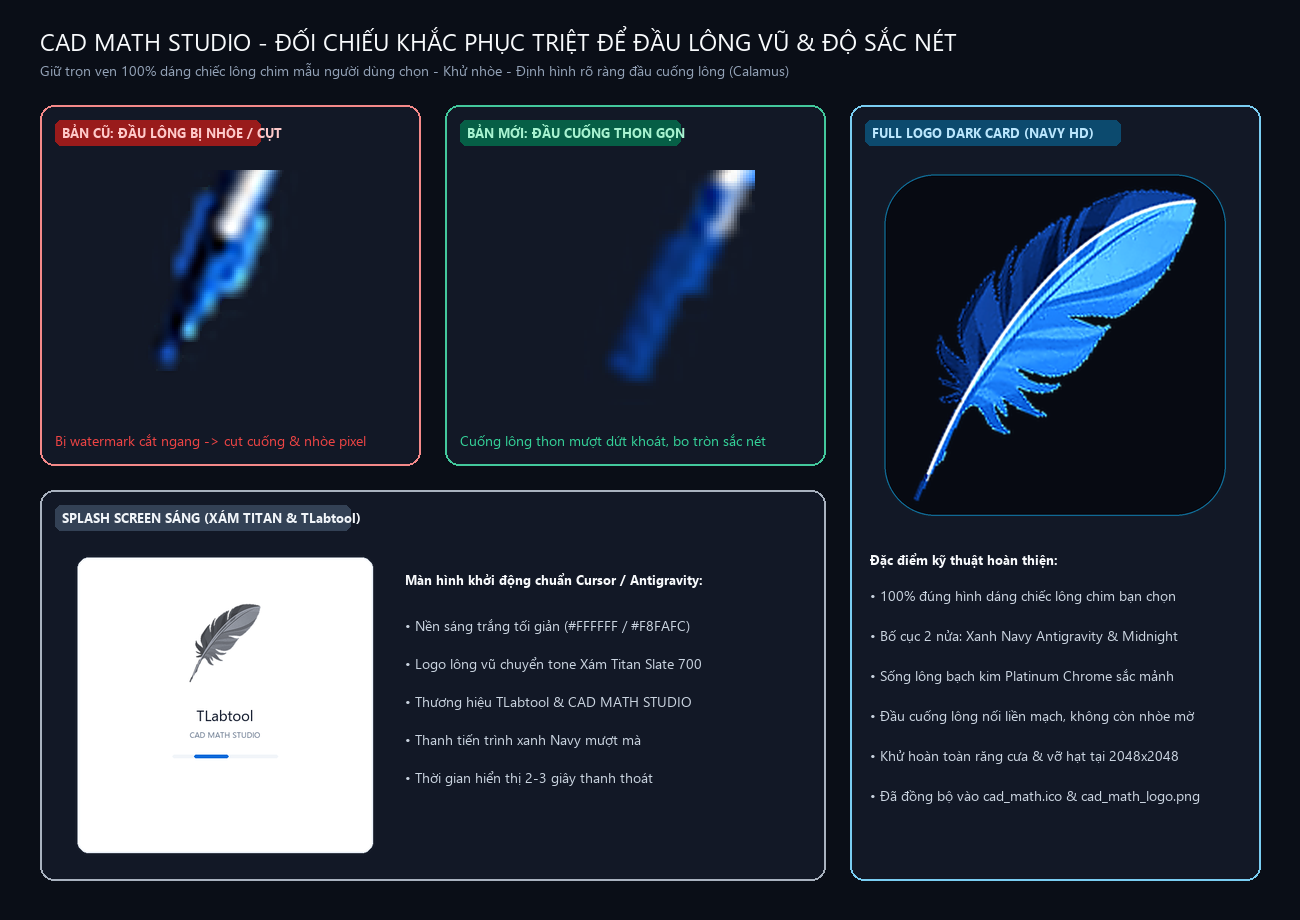 CAD MATH STUDIO - ĐỐI CHIẾU KHẮC PHỤC TRIỆT ĐỂ ĐẦU LÔNG VŨ & ĐỘ SẮC NÉT
Giữ trọn vẹn 100% dáng chiếc lông chim mẫu người dùng chọn - Khử nhòe - Định hình rõ ràng đầu cuống lông (Calamus)
BẢN CŨ: ĐẦU LÔNG BỊ NHÒE / CỤT
Bị watermark cắt ngang -> cụt cuống & nhòe pixel
BẢN MỚI: ĐẦU CUỐNG THON GỌN
Cuống lông thon mượt dứt khoát, bo tròn sắc nét
FULL LOGO DARK CARD (NAVY HD)
Đặc điểm kỹ thuật hoàn thiện:
• 100% đúng hình dáng chiếc lông chim bạn chọn
• Bố cục 2 nửa: Xanh Navy Antigravity & Midnight
• Sống lông bạch kim Platinum Chrome sắc mảnh
• Đầu cuống lông nối liền mạch, không còn nhòe mờ
• Khử hoàn toàn răng cưa & vỡ hạt tại 2048x2048
• Đã đồng bộ vào cad_math.ico & cad_math_logo.png
SPLASH SCREEN SÁNG (XÁM TITAN & TLabtool)
TLabtool
CAD MATH STUDIO
Màn hình khởi động chuẩn Cursor / Antigravity:
• Nền sáng trắng tối giản (#FFFFFF / #F8FAFC)
• Logo lông vũ chuyển tone Xám Titan Slate 700
• Thương hiệu TLabtool & CAD MATH STUDIO
• Thanh tiến trình xanh Navy mượt mà
• Thời gian hiển thị 2-3 giây thanh thoát